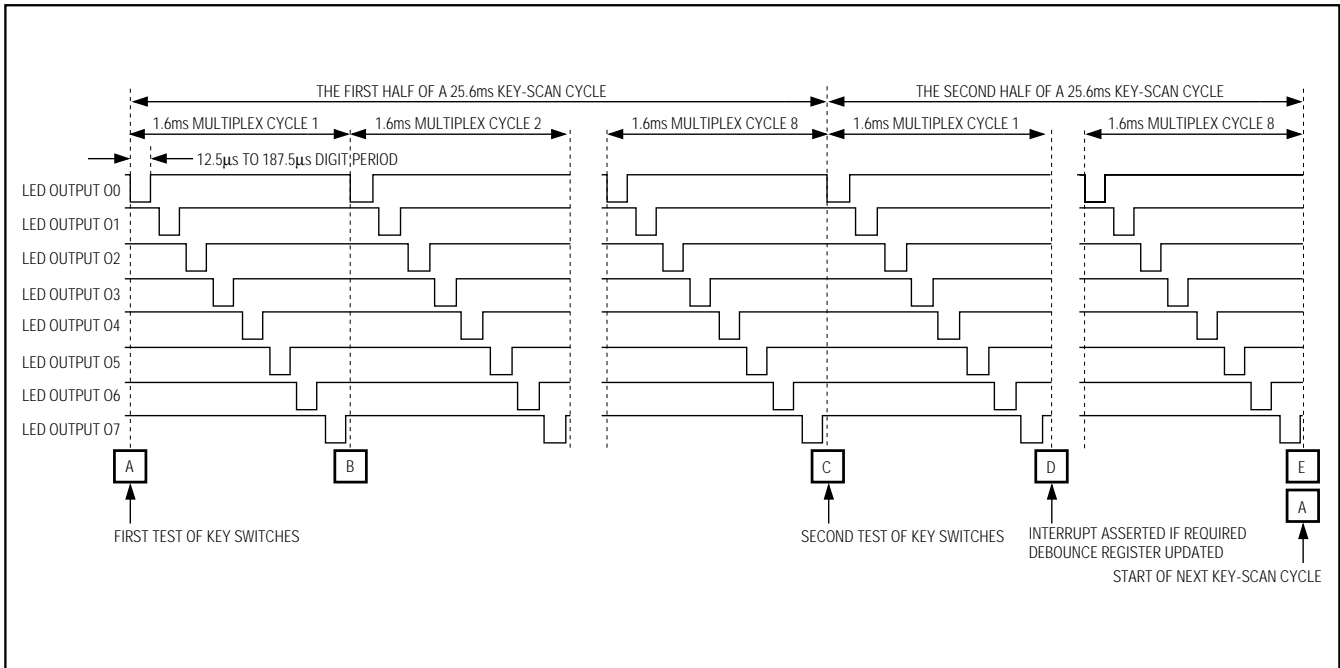 THE FIRST HALF OF A 25.6ms KEY-SCAN CYCLE
THE SECOND HALF OF A 25.6ms KEY-SCAN CYCLE
1.6ms MULTIPLEX CYCLE 1
1.6ms MULTIPLEX CYCLE 2
1.6ms MULTIPLEX CYCLE 8
1.6ms MULTIPLEX CYCLE 1
1.6ms MULTIPLEX CYCLE 8
12.5µs TO 187.5µs DIGIT PERIOD
LED OUTPUT O0
LED OUTPUT O1
LED OUTPUT O2
LED OUTPUT O3
LED OUTPUT O4
LED OUTPUT O5
LED OUTPUT O6
LED OUTPUT O7
A
B
C
D
E
A
FIRST TEST OF KEY SWITCHES
SECOND TEST OF KEY SWITCHES
INTERRUPT ASSERTED IF REQUIRED
DEBOUNCE REGISTER UPDATED
START OF NEXT KEY-SCAN CYCLE